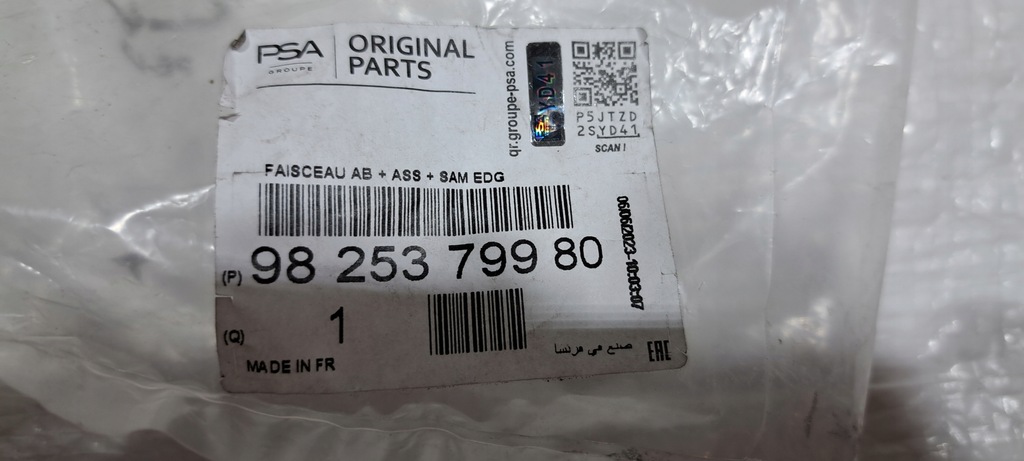 PSA
GROUPE
ORIGINAL
PARTS
qr.groupe-psa.com
SYD41
P5JTZD
2SYD41
SCAN!
FAISCEAU AB + ASS + SAM EDG
(P) 98 253 799 80
06/06/2023-10:03:07
(Q) 1
MADE IN FR
صنع في فرنسا
EAC